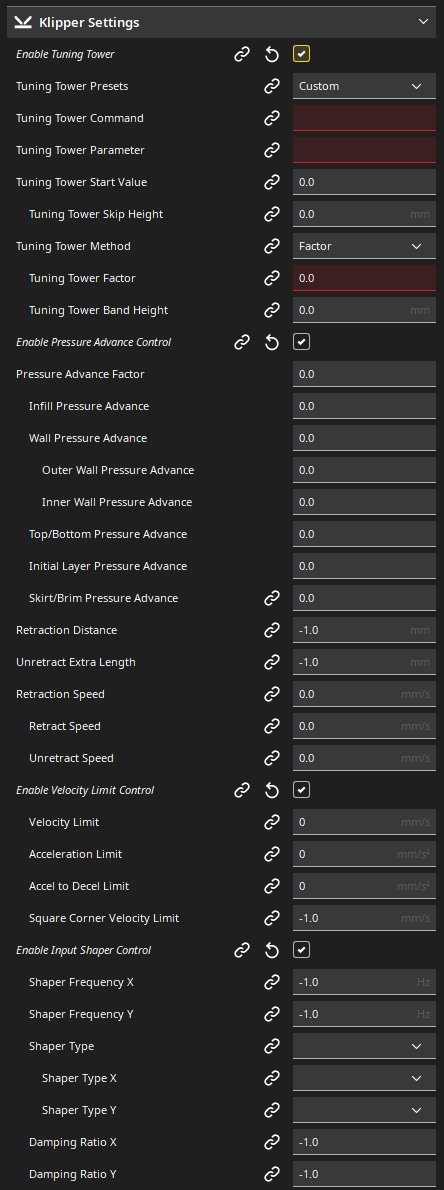 Klipper Settings
Enable Tuning Tower
Tuning Tower Presets Custom
Tuning Tower Command
Tuning Tower Parameter
Tuning Tower Start Value 0.0
Tuning Tower Skip Height 0.0 mm
Tuning Tower Method Factor
Tuning Tower Factor 0.0
Tuning Tower Band Height 0.0 mm
Enable Pressure Advance Control
Pressure Advance Factor 0.0
Infill Pressure Advance 0.0
Wall Pressure Advance 0.0
Outer Wall Pressure Advance 0.0
Inner Wall Pressure Advance 0.0
Top/Bottom Pressure Advance 0.0
Initial Layer Pressure Advance 0.0
Skirt/Brim Pressure Advance 0.0
Retraction Distance -1.0 mm
Unretract Extra Length -1.0 mm
Retraction Speed 0.0 mm/s
Retract Speed 0.0 mm/s
Unretract Speed 0.0 mm/s
Enable Velocity Limit Control
Velocity Limit 0 mm/s
Acceleration Limit 0 mm/s²
Accel to Decel Limit 0 mm/s²
Square Corner Velocity Limit -1.0 mm/s
Enable Input Shaper Control
Shaper Frequency X -1.0 Hz
Shaper Frequency Y -1.0 Hz
Shaper Type
Shaper Type X
Shaper Type Y
Damping Ratio X -1.0
Damping Ratio Y -1.0